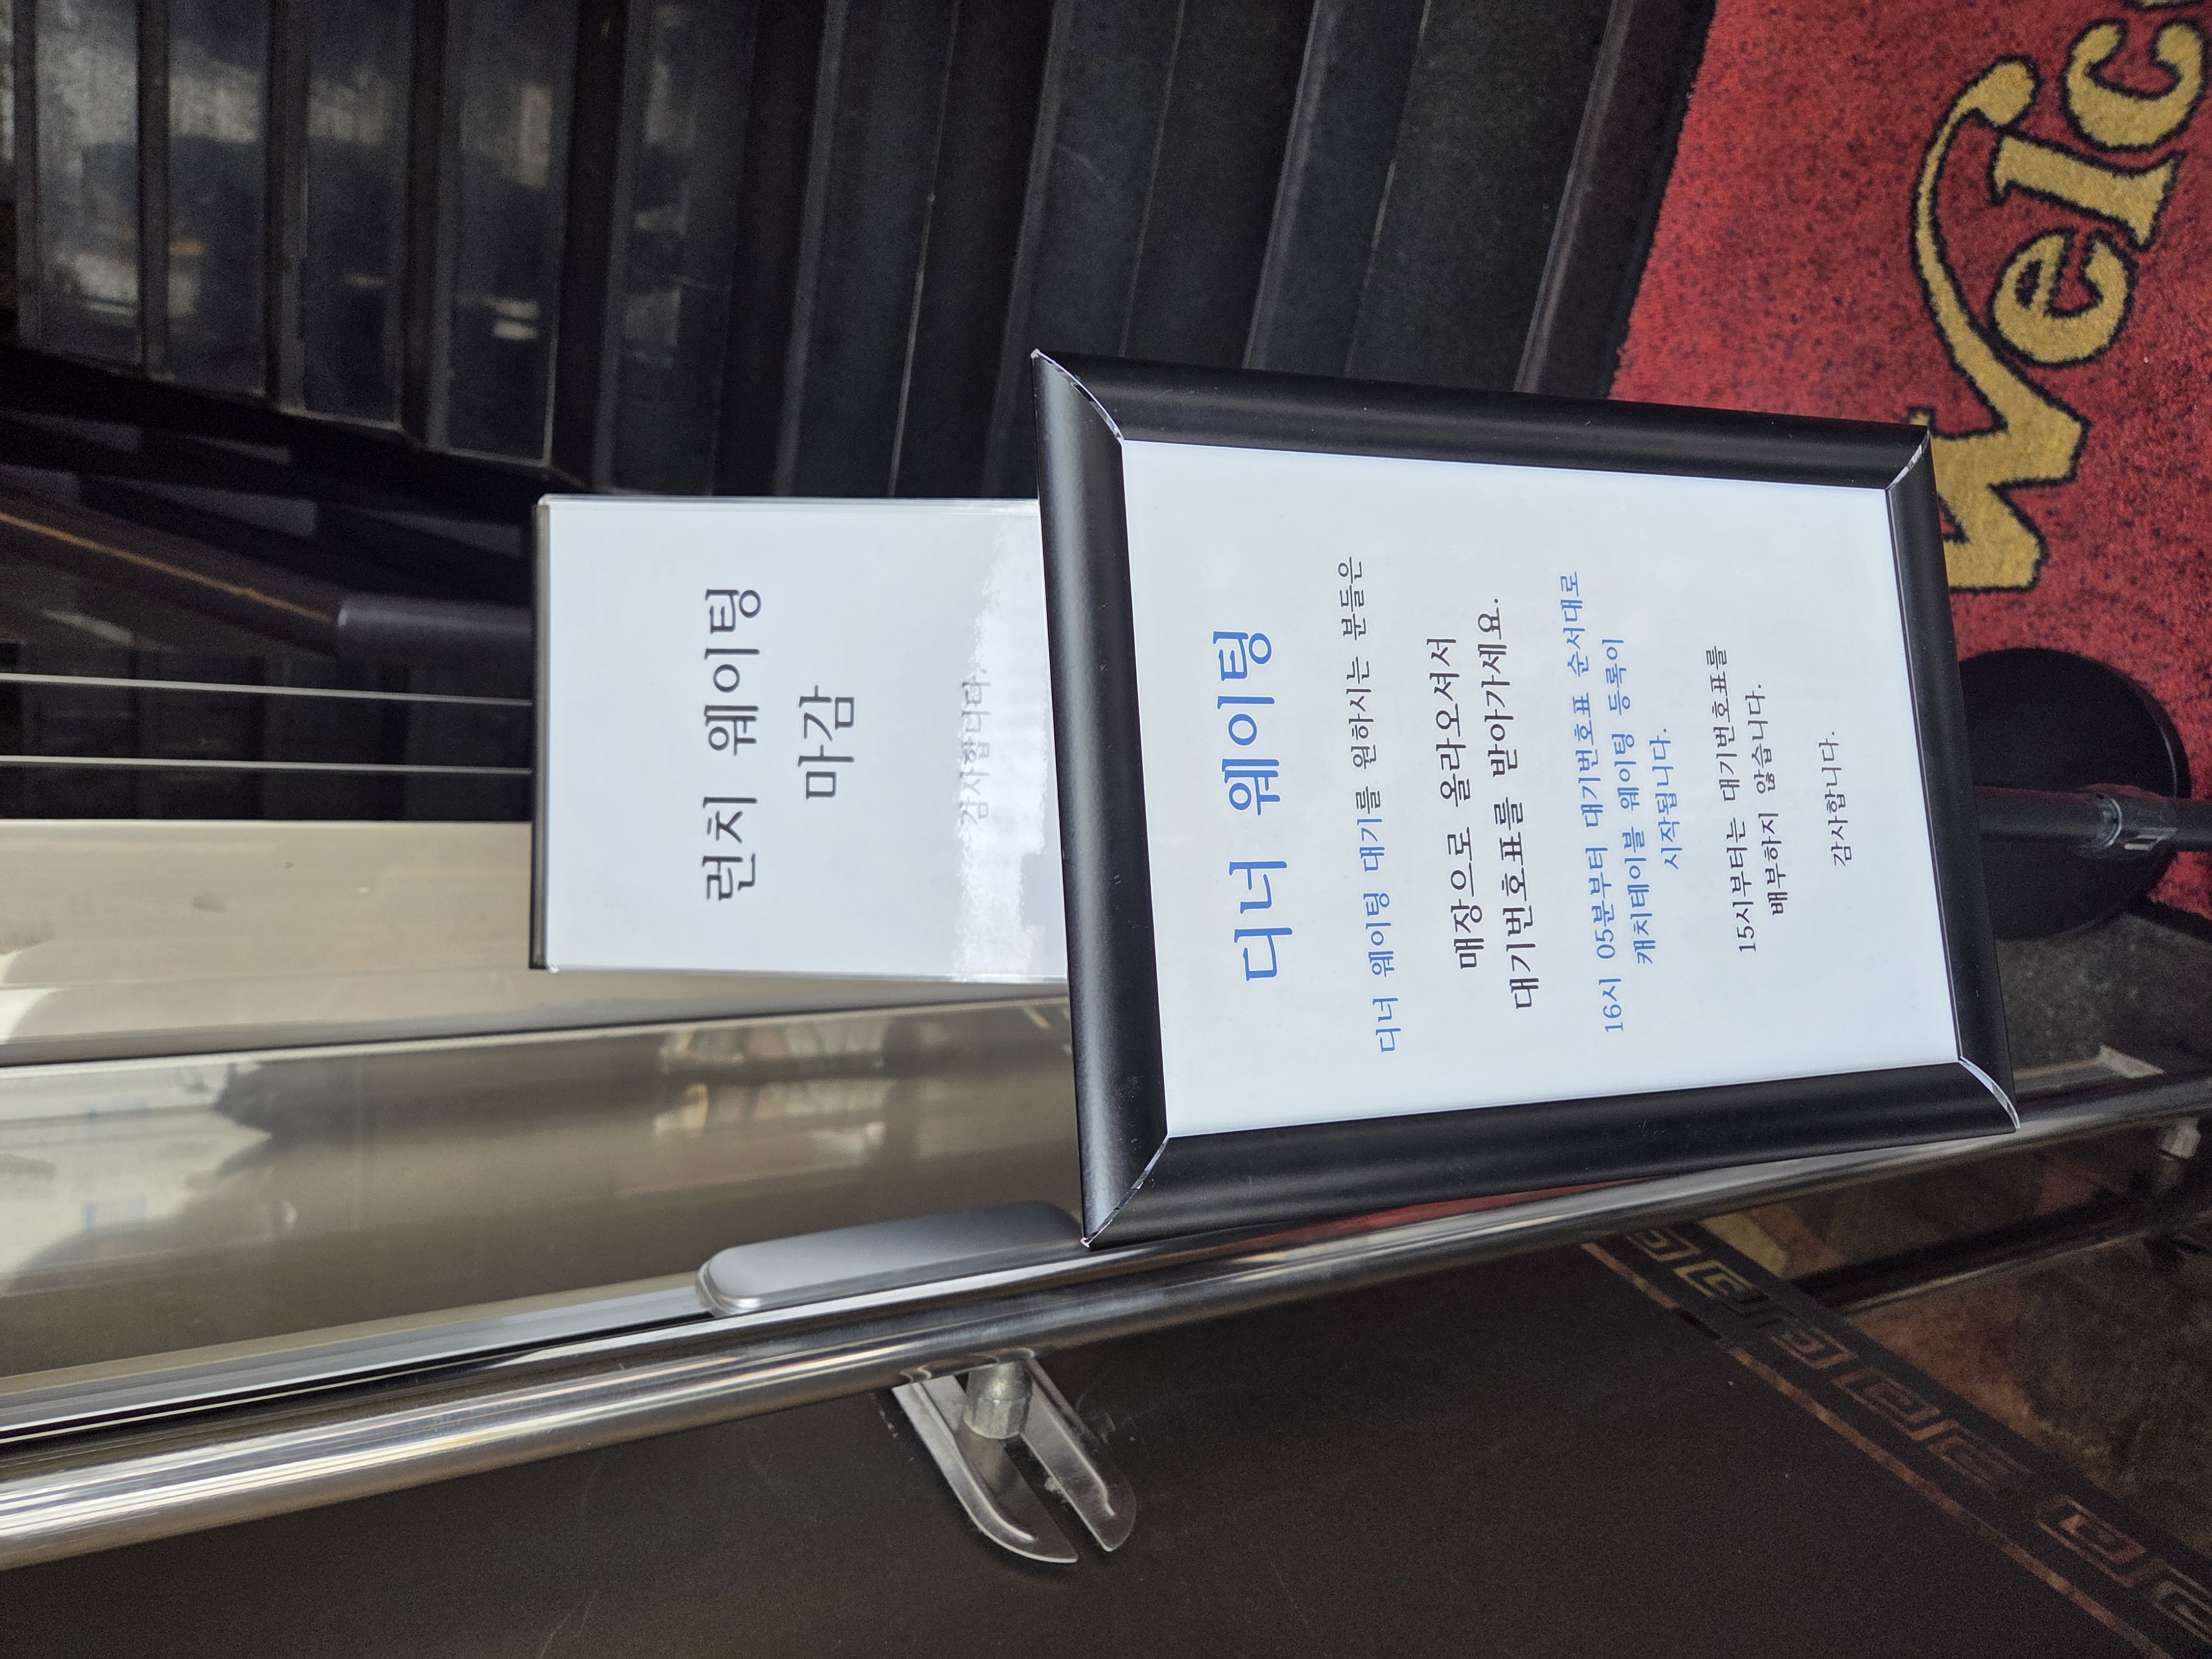 런치 웨이팅
마감
감사합니다.
디너 웨이팅
디너 웨이팅 대기를 원하시는 분들은
매장으로 올라오셔서
대기번호표를 받아가세요.
16시 05분부터 대기번호표 순서대로
캐치테이블 웨이팅 등록이
시작됩니다.
15시부터는 대기번호표를
배부하지 않습니다.
감사합니다.
Welc